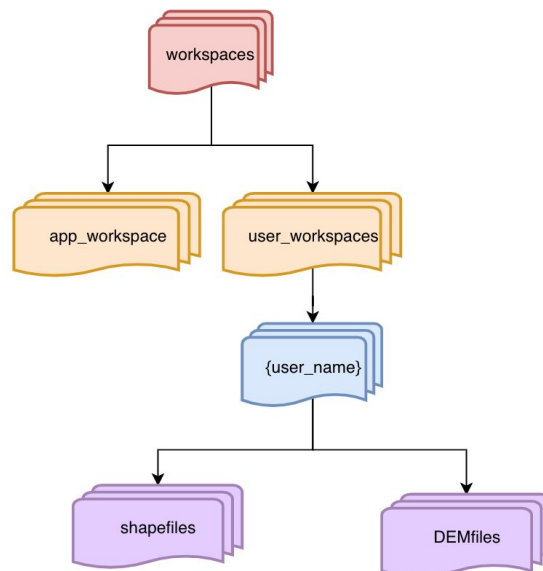 workspaces
app_workspace
user_workspaces
{user_name}
shapefiles
DEMfiles